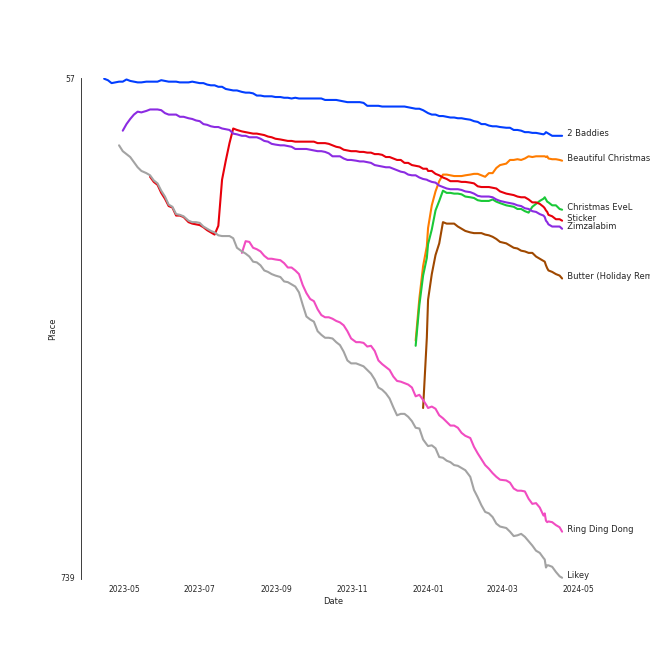 57
2 Baddies
Beautiful Christmas
Christmas EveL
Sticker
Zimzalabim
Butter (Holiday Rem
Place
Ring Ding Dong
739
Likey
2023-05
2023-07
2023-09
2023-11
2024-01
2024-03
2024-05
Date